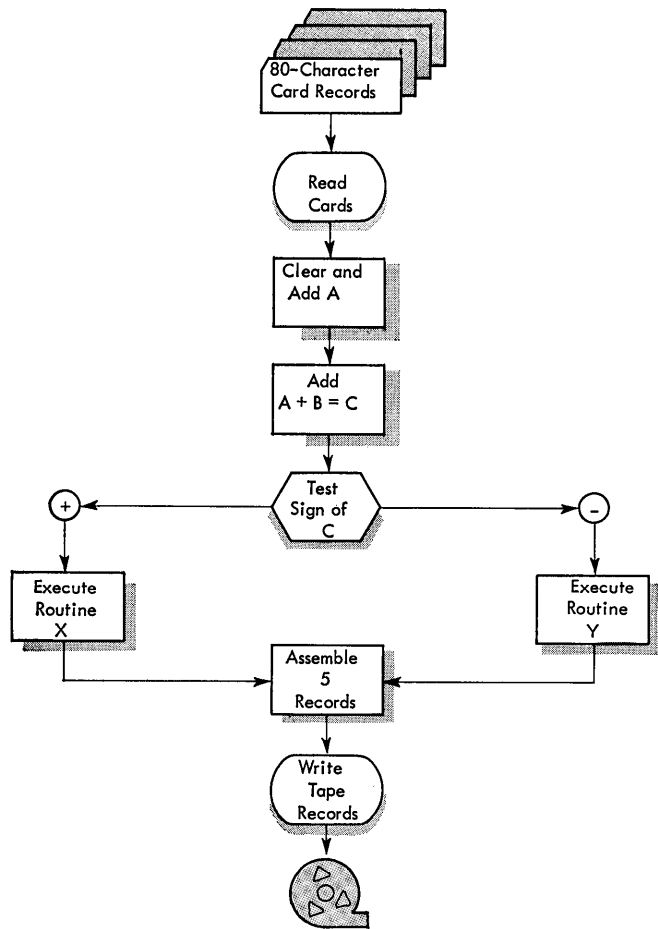 80-Character
Card Records
Read
Cards
Clear and
Add A
Add
A + B = C
Test
Sign of
C
+
-
Execute
Routine
X
Execute
Routine
Y
Assemble
5
Records
Write
Tape
Records